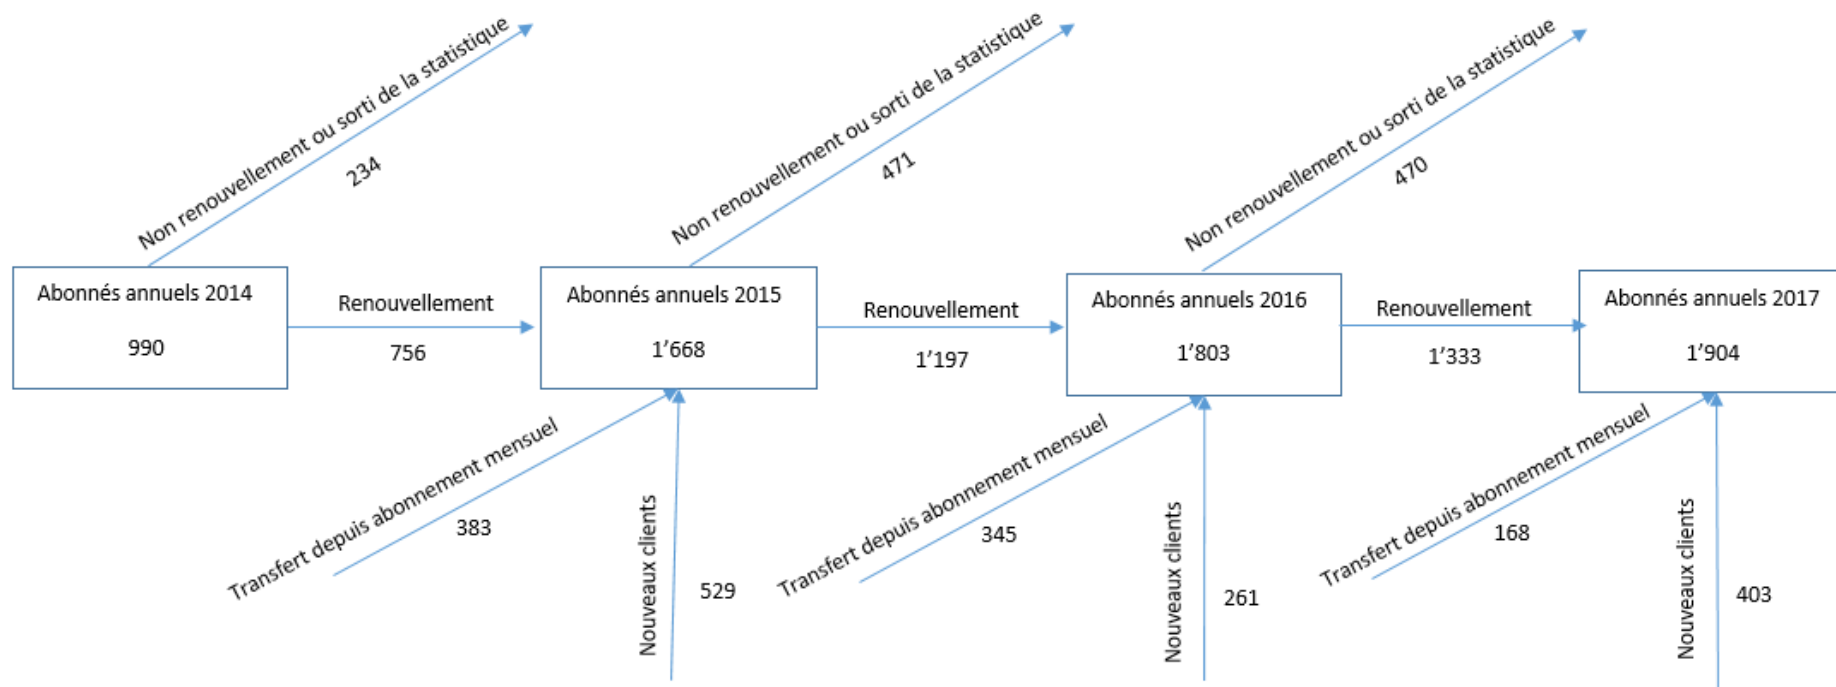 Non renouvellement ou sorti de la statistique
234
Non renouvellement ou sorti de la statistique
471
Non renouvellement ou sorti de la statistique
470
Abonnés annuels 2014
990
Renouvellement
756
Abonnés annuels 2015
1’668
Renouvellement
1’197
Abonnés annuels 2016
1’803
Renouvellement
1’333
Abonnés annuels 2017
1’904
Transfert depuis abonnement mensuel
383
Nouveaux clients
529
Transfert depuis abonnement mensuel
345
Nouveaux clients
261
Transfert depuis abonnement mensuel
168
Nouveaux clients
403